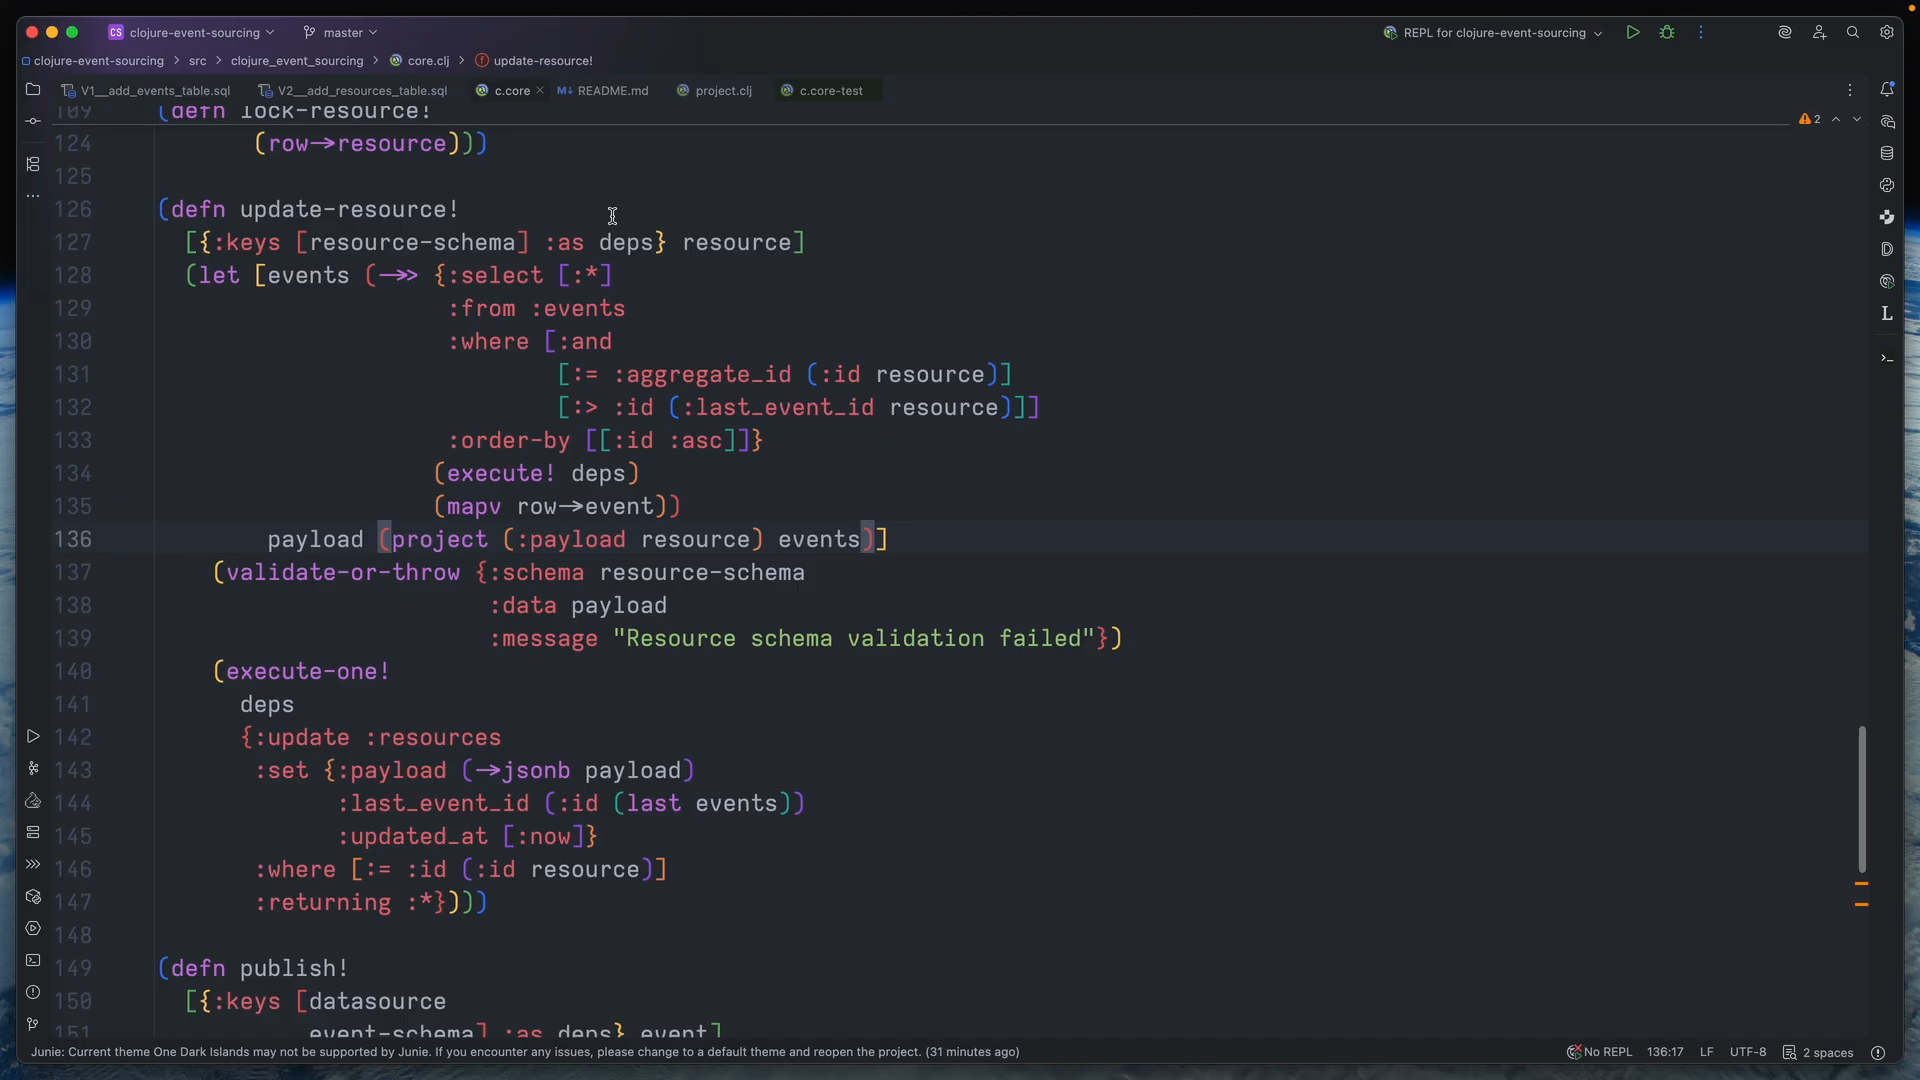 CS clojure-event-sourcing master REPL for clojure-event-sourcing
clojure-event-sourcing > src > clojure_event_sourcing > core.clj > update-resource!
V1__add_events_table.sql V2__add_resources_table.sql c.core README.md project.clj c.core-test
109 (defn lock-resource!
2
124 (row->resource)))
125
126 (defn update-resource!
127 [{:keys [resource-schema] :as deps} resource]
128 (let [events (->> {:select [:*]
129 :from :events
130 :where [:and
131 [:= :aggregate_id (:id resource)]
132 [:> :id (:last_event_id resource)]]
133 :order-by [[:id :asc]]}
134 (execute! deps)
135 (mapv row->event))
136 payload (project (:payload resource) events)]
137 (validate-or-throw {:schema resource-schema
138 :data payload
139 :message "Resource schema validation failed"})
140 (execute-one!
141 deps
142 {:update :resources
143 :set {:payload (->jsonb payload)
144 :last_event_id (:id (last events))
145 :updated_at [:now]}
146 :where [:= :id (:id resource)]
147 :returning :*})))
148
149 (defn publish!
150 [{:keys [datasource
151 event-schema] :as deps} event]
Junie: Current theme One Dark Islands may not be supported by Junie. If you encounter any issues, please change to a default theme and reopen the project. (31 minutes ago) No REPL 136:17 LF UTF-8 2 spaces